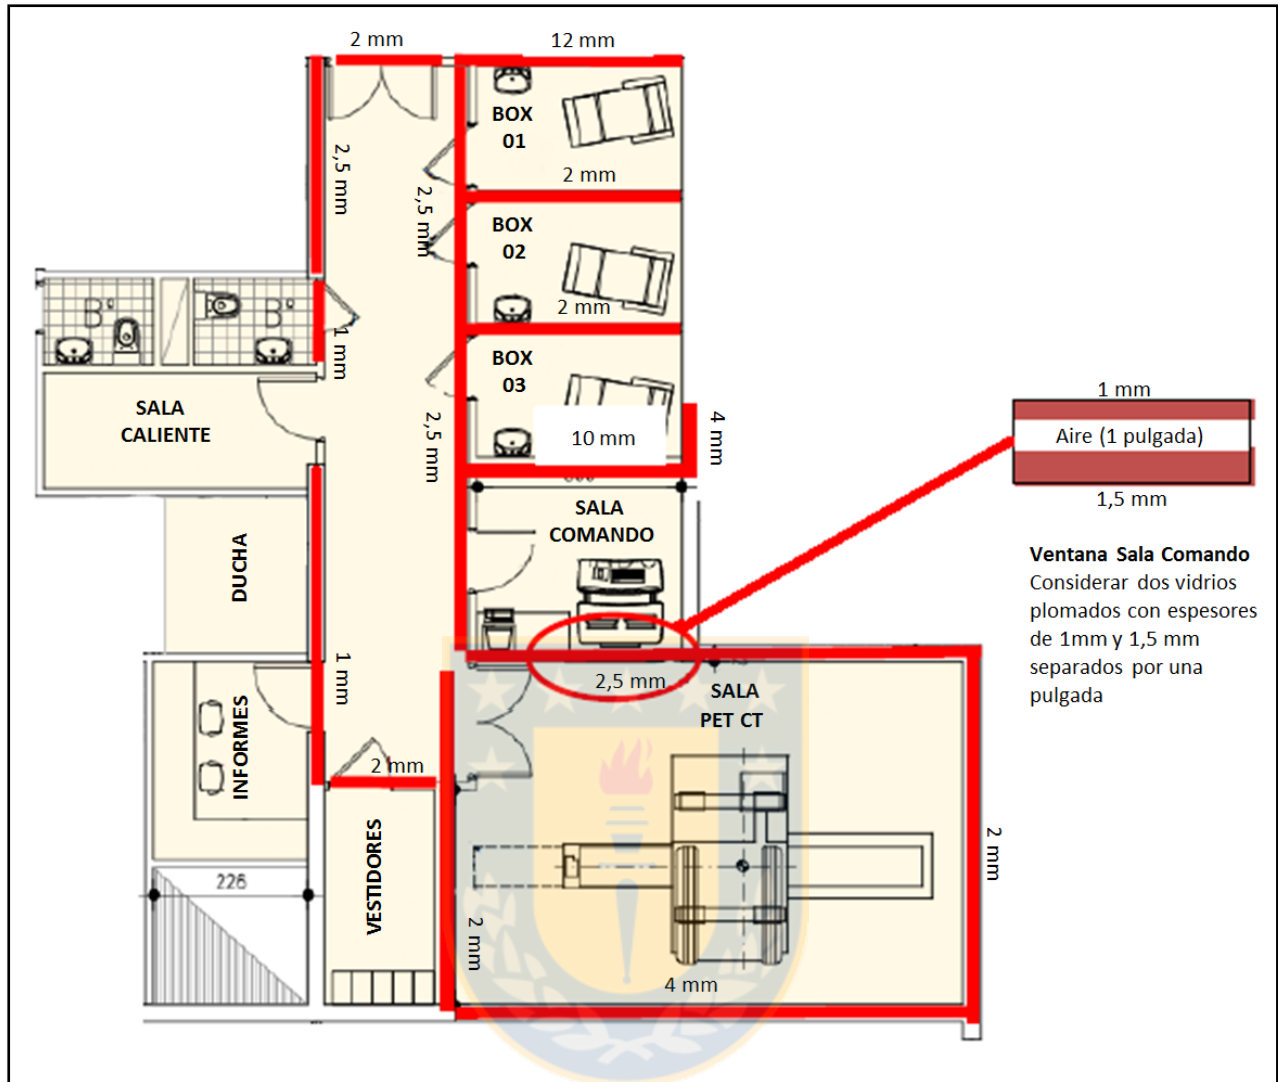 2 mm
12 mm
BOX
01
2,5 mm
2,5 mm
2 mm
BOX
02
2 mm
B'
B'
1 mm
BOX
03
SALA
CALIENTE
2,5 mm
10 mm
4 mm
1 mm
Aire (1 pulgada)
1,5 mm
SALA
COMANDO
DUCHA
Ventana Sala Comando
Considerar dos vidrios
plomados con espesores
de 1mm y 1,5 mm
separados por una
pulgada
1 mm
2,5 mm
SALA
PET CT
INFORMES
2 mm
VESTIDORES
226
2 mm
2 mm
4 mm